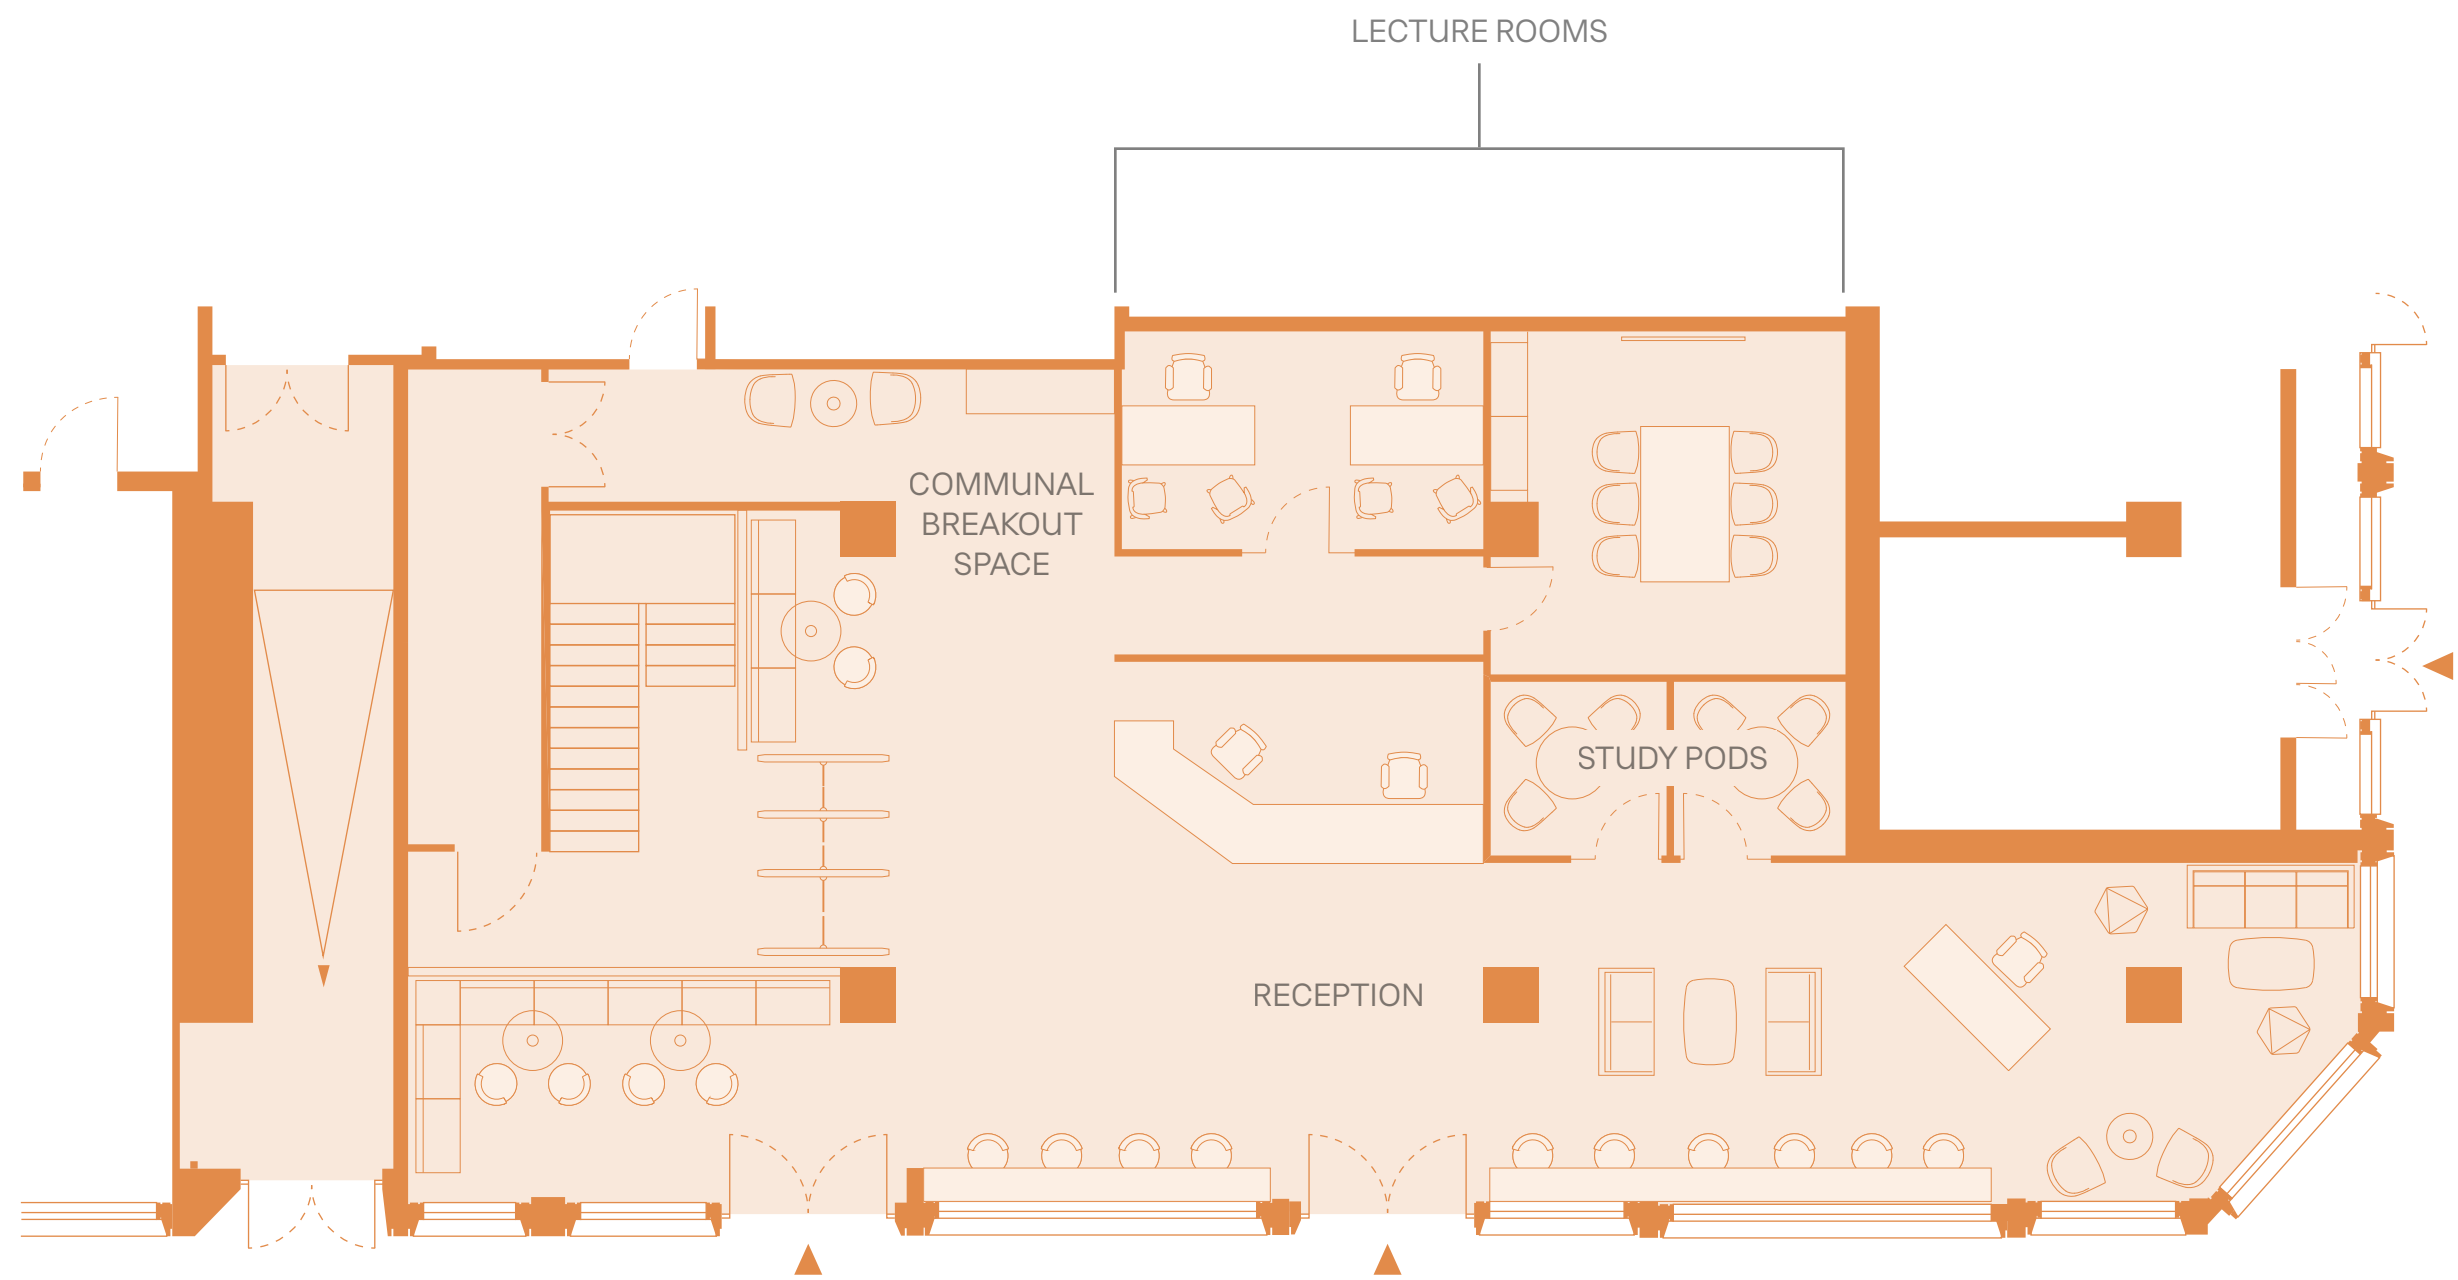 LECTURE ROOMS
COMMUNAL
BREAKOUT
SPACE
STUDY PODS
RECEPTION